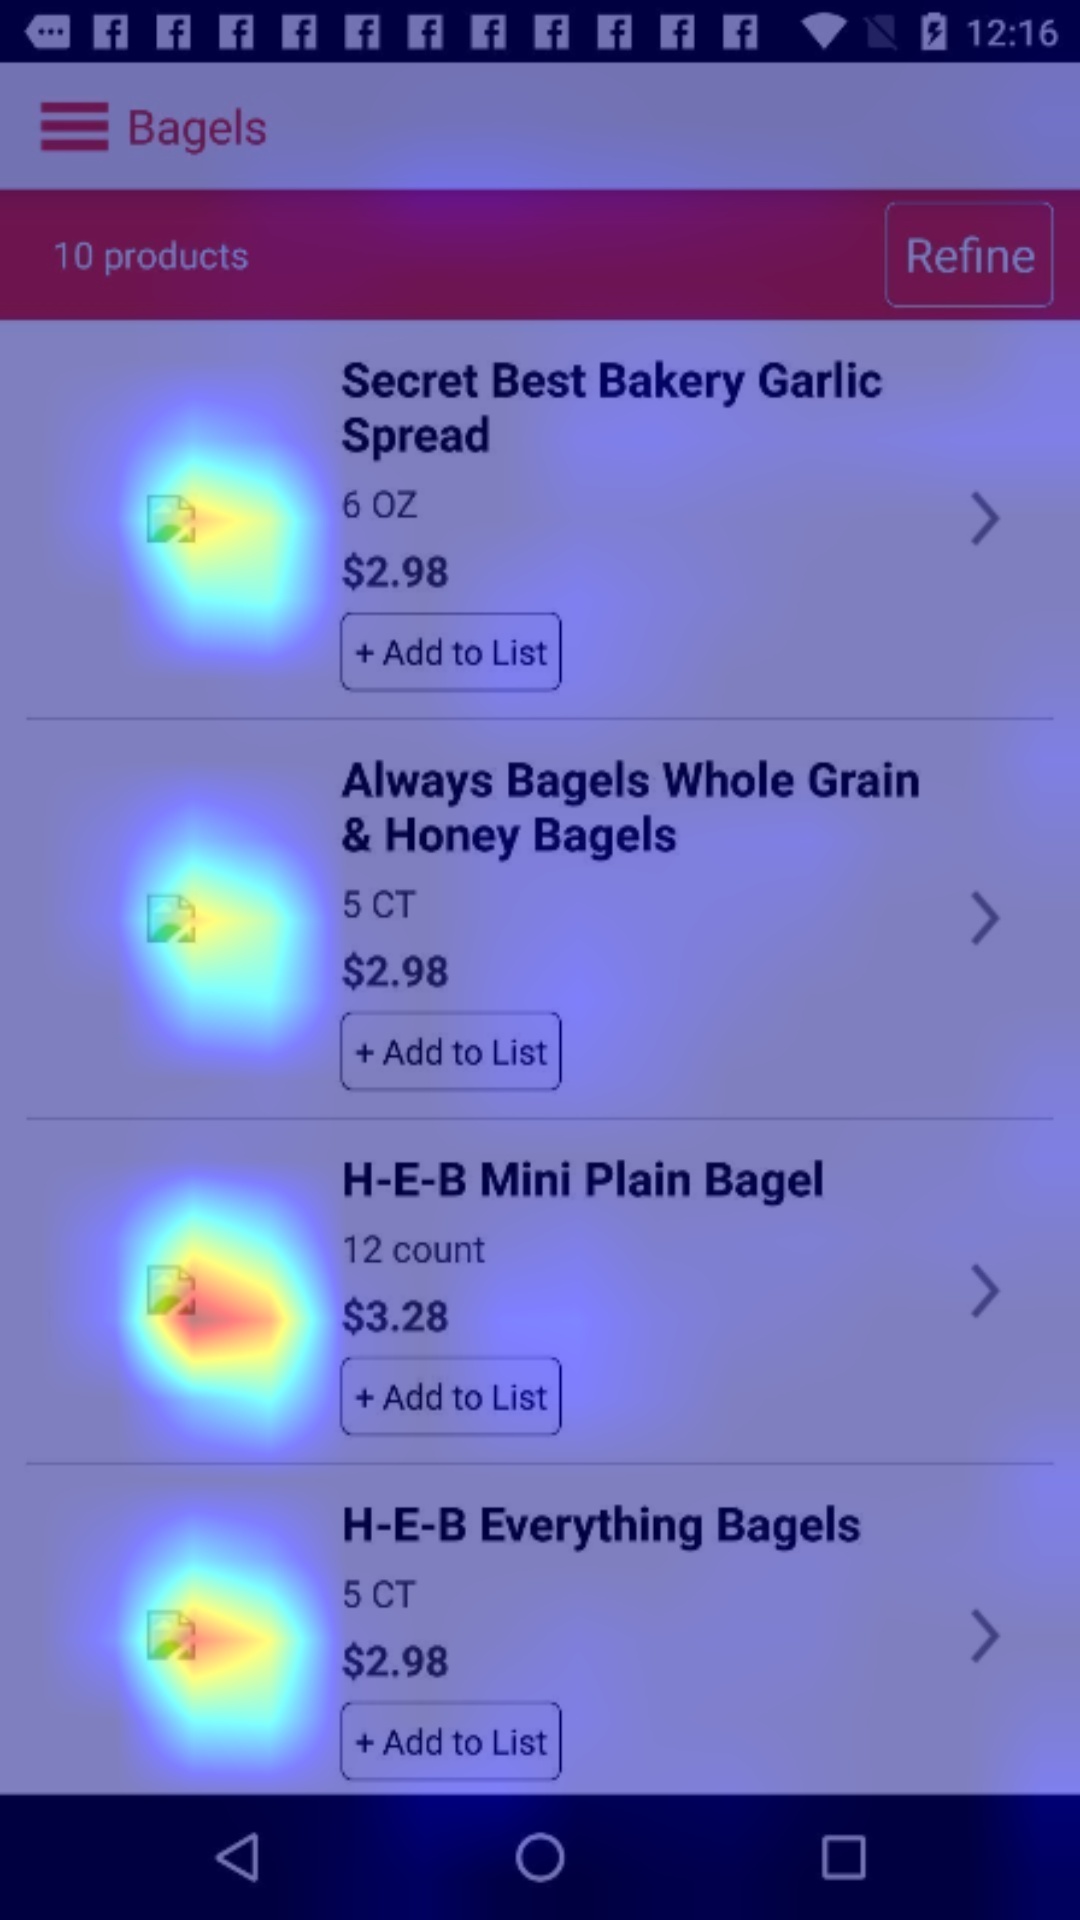 12:16
Bagels
10 products
Refine
Secret Best Bakery Garlic
Spread
6 OZ
$2.98
+ Add to List
Always Bagels Whole Grain
& Honey Bagels
5 CT
$2.98
+ Add to List
H-E-B Mini Plain Bagel
12 count
$3.28
+ Add to List
H-E-B Everything Bagels
5 CT
$2.98
+ Add to List